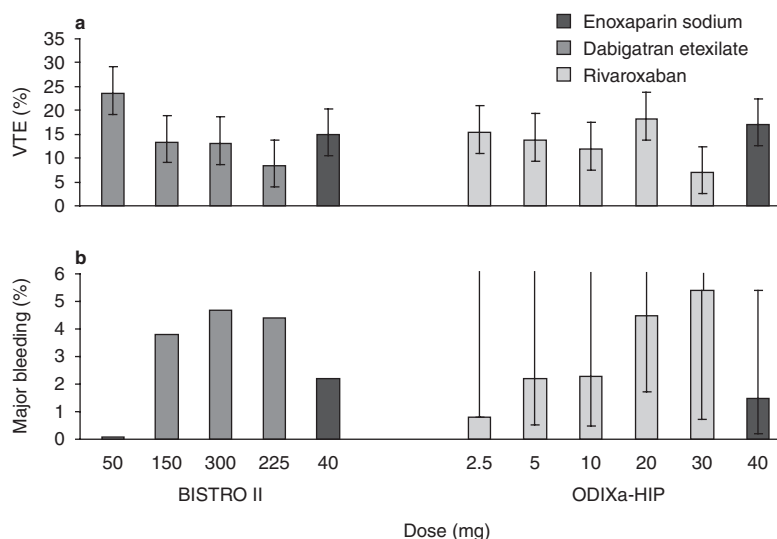 a
Enoxaparin sodium
Dabigatran etexilate
Rivaroxaban
VTE (%)
35
30
25
20
15
10
5
0
b
Major bleeding (%)
6
5
4
3
2
1
0
50 150 300 225 40 2.5 5 10 20 30 40
BISTRO II ODIXa-HIP
Dose (mg)